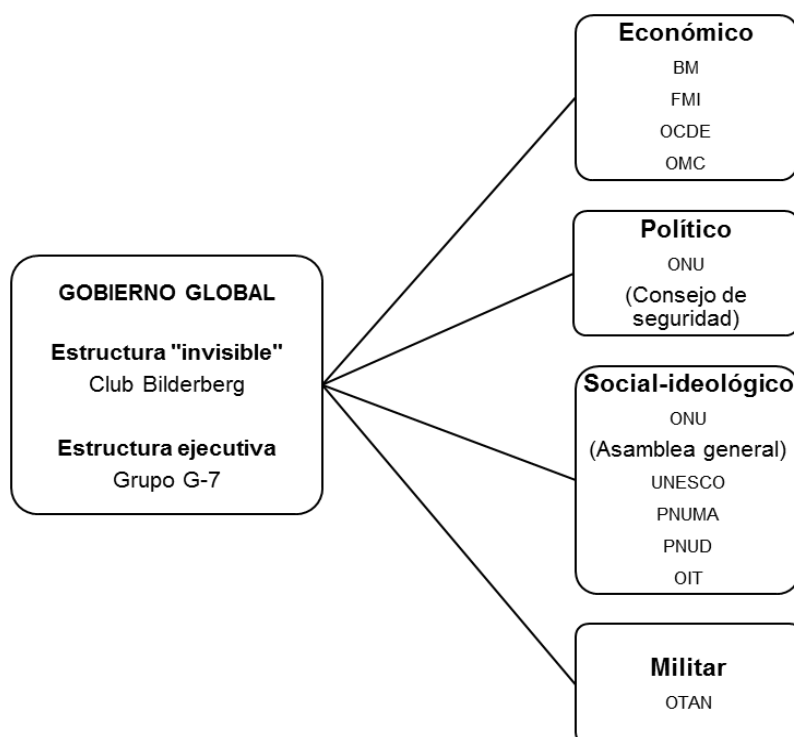 GOBIERNO GLOBAL
Estructura "invisible"
Club Bilderberg
Estructura ejecutiva
Grupo G-7
Económico
BM
FMI
OCDE
OMC
Político
ONU
(Consejo de
seguridad)
Social-ideológico
ONU
(Asamblea general)
UNESCO
PNUMA
PNUD
OIT
Militar
OTAN